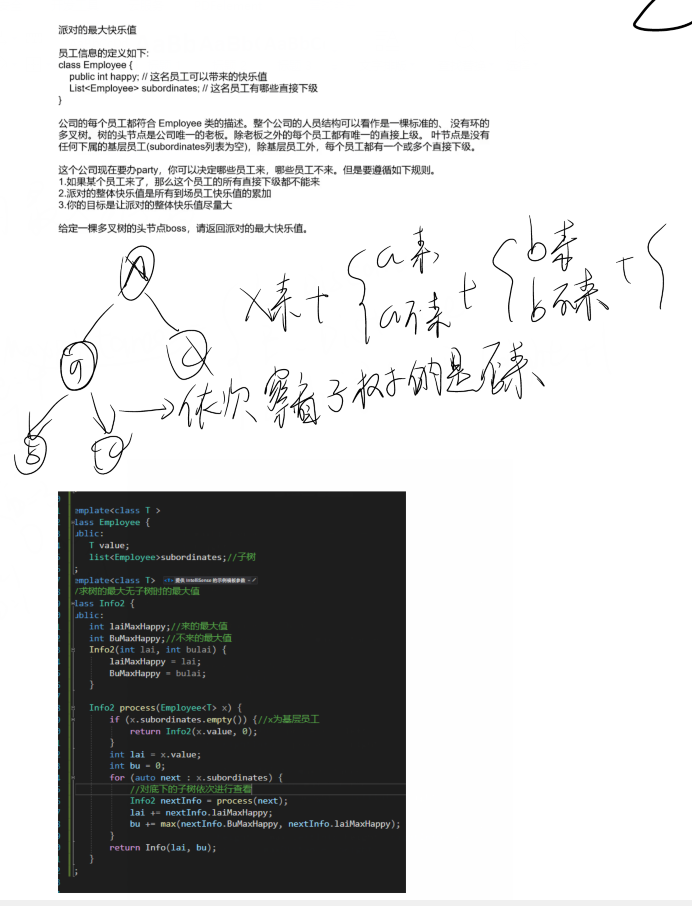 派对的最大快乐值
员工信息的定义如下:
class Employee {
public int happy; // 这名员工可以带来的快乐值
List<Employee> subordinates; // 这名员工有哪些直接下级
}
公司的每个员工都符合 Employee 类的描述。整个公司的人员结构可以看作是一棵标准的、 没有环的
多叉树。树的头节点是公司唯一的老板。除老板之外的每个员工都有唯一的直接上级。 叶节点是没有
任何下属的基层员工(subordinates列表为空)，除基层员工外，每个员工都有一个或多个直接下级。
这个公司现在要办party，你可以决定哪些员工来，哪些员工不来。但是要遵循如下规则。
1.如果某个员工来了，那么这个员工的所有直接下级都不能来
2.派对的整体快乐值是所有到场员工快乐值的累加
3.你的目标是让派对的整体快乐值尽量大
给定一棵多叉树的头节点boss，请返回派对的最大快乐值。
X来 + { a来 + { b来 + {
a不来 b不来
a
依次 子树 是 来
emplate<class T >
lass Employee {
ublic:
T value;
list<Employee>subordinates;//子树
;
emplate<class T> 提供 IntelliSense 的示例模板参数
/求树的最大无子树时的最大值
lass Info2 {
ublic:
int laiMaxHappy;//来的最大值
int BuMaxHappy;//不来的最大值
Info2(int lai, int bulai) {
laiMaxHappy = lai;
BuMaxHappy = bulai;
}
Info2 process(Employee<T> x) {
if (x.subordinates.empty()) {//x为基层员工
return Info2(x.value, 0);
}
int lai = x.value;
int bu = 0;
for (auto next : x.subordinates) {
//对底下的子树依次进行查看
Info2 nextInfo = process(next);
lai += nextInfo.laiMaxHappy;
bu += max(nextInfo.BuMaxHappy, nextInfo.laiMaxHappy);
}
return Info(lai, bu);
}
;